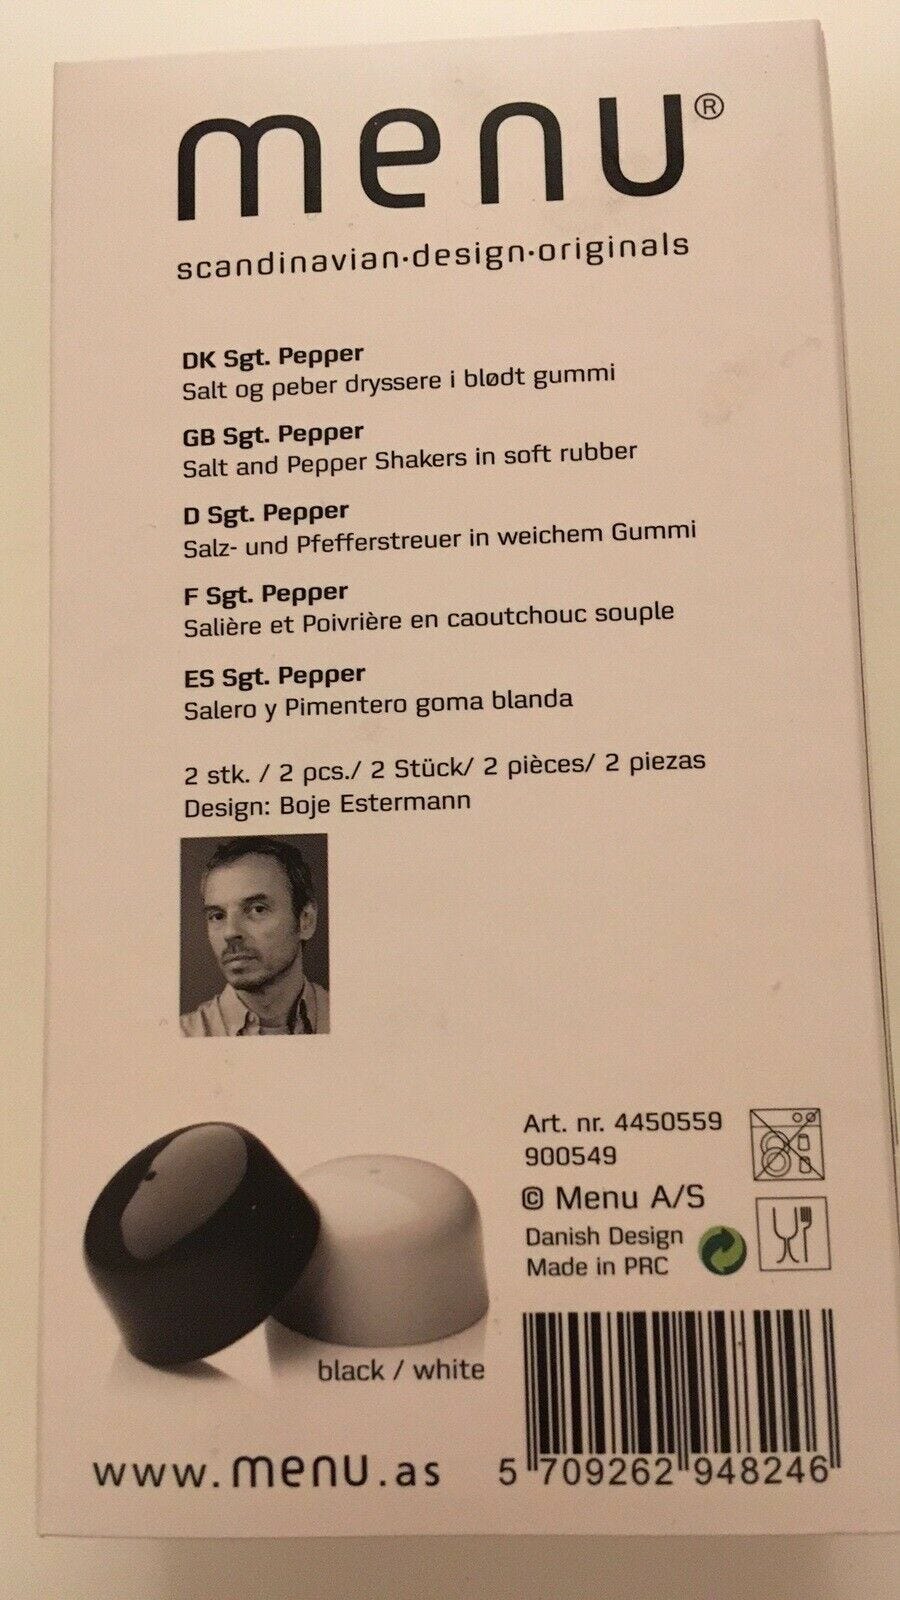 menu®
scandinavian·design·originals
DK Sgt. Pepper
Salt og peber dryssere i blødt gummi
GB Sgt. Pepper
Salt and Pepper Shakers in soft rubber
D Sgt. Pepper
Salz- und Pfefferstreuer in weichem Gummi
F Sgt. Pepper
Salière et Poivrière en caoutchouc souple
ES Sgt. Pepper
Salero y Pimentero goma blanda
2 stk. / 2 pcs./ 2 Stück/ 2 pièces/ 2 piezas
Design: Boje Estermann
Art. nr. 4450559
900549
© Menu A/S
Danish Design
Made in PRC
black / white
www.menu.as
5 709262 948246